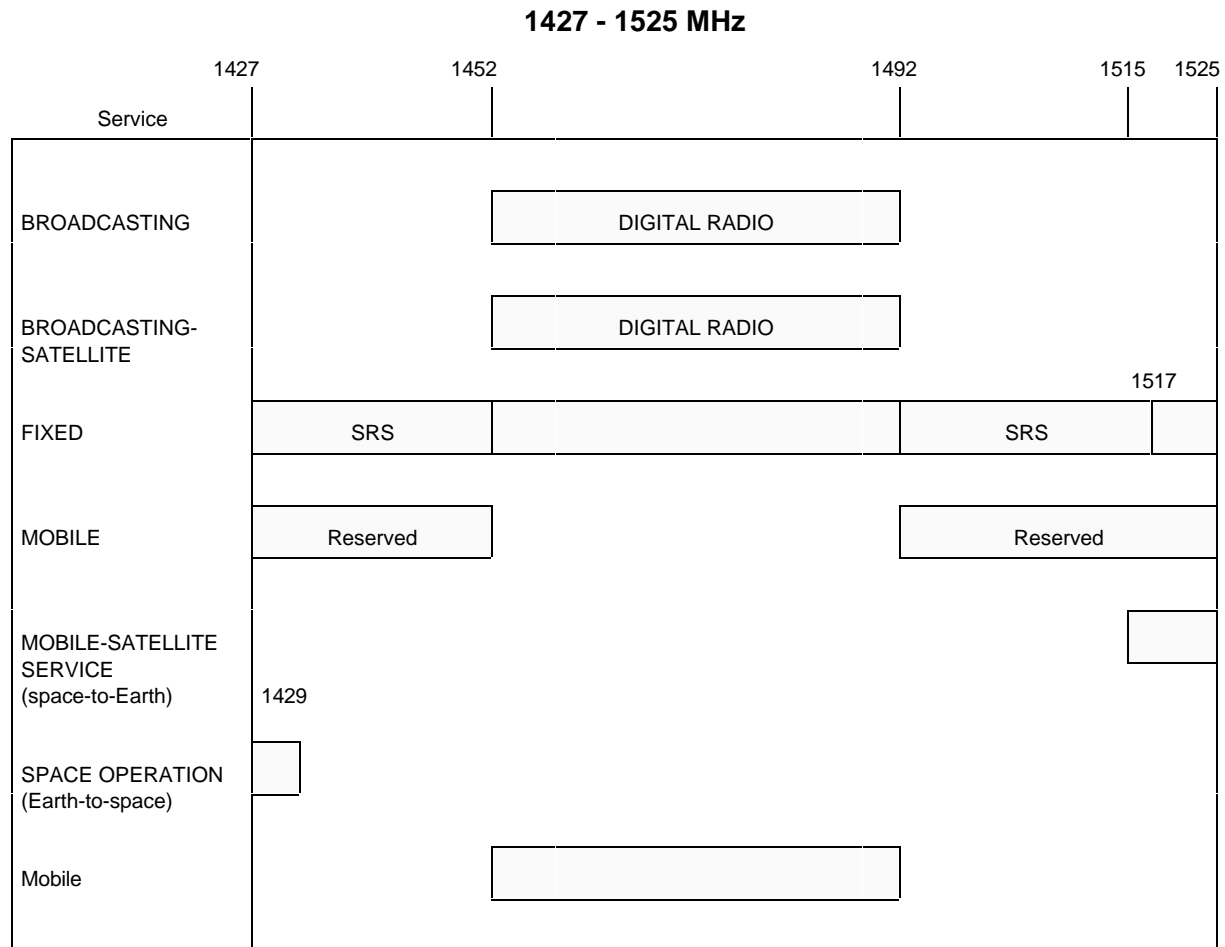 1427 - 1525 MHz
1427 1452 1492 1515 1525
Service
BROADCASTING DIGITAL RADIO
BROADCASTING- DIGITAL RADIO
SATELLITE
1517
FIXED SRS SRS
MOBILE Reserved Reserved
MOBILE-SATELLITE
SERVICE
(space-to-Earth) 1429
SPACE OPERATION
(Earth-to-space)
Mobile